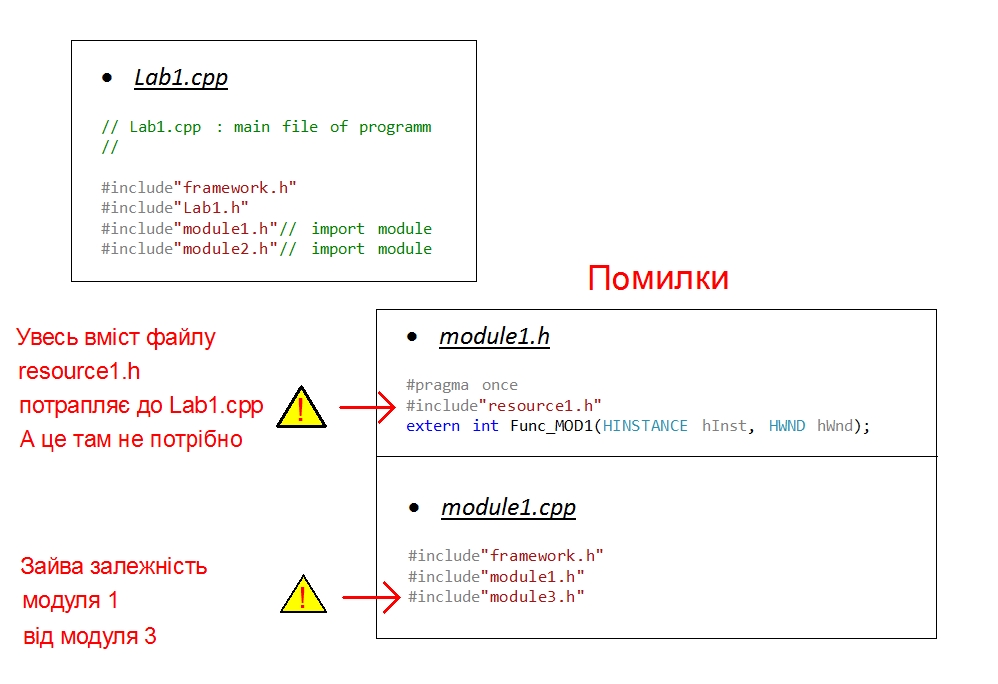 • Lab1.cpp
// Lab1.cpp : main file of programm
//
#include"framework.h"
#include"Lab1.h"
#include"module1.h"// import module
#include"module2.h"// import module
Помилки
• module1.h
#pragma once
#include"resource1.h"
extern int Func_MOD1(HINSTANCE hInst, HWND hWnd);
Увесь вміст файлу
resource1.h
потрапляє до Lab1.cpp
А це там не потрібно
!
• module1.cpp
#include"framework.h"
#include"module1.h"
#include"module3.h"
Зайва залежність
модуля 1
від модуля 3
!